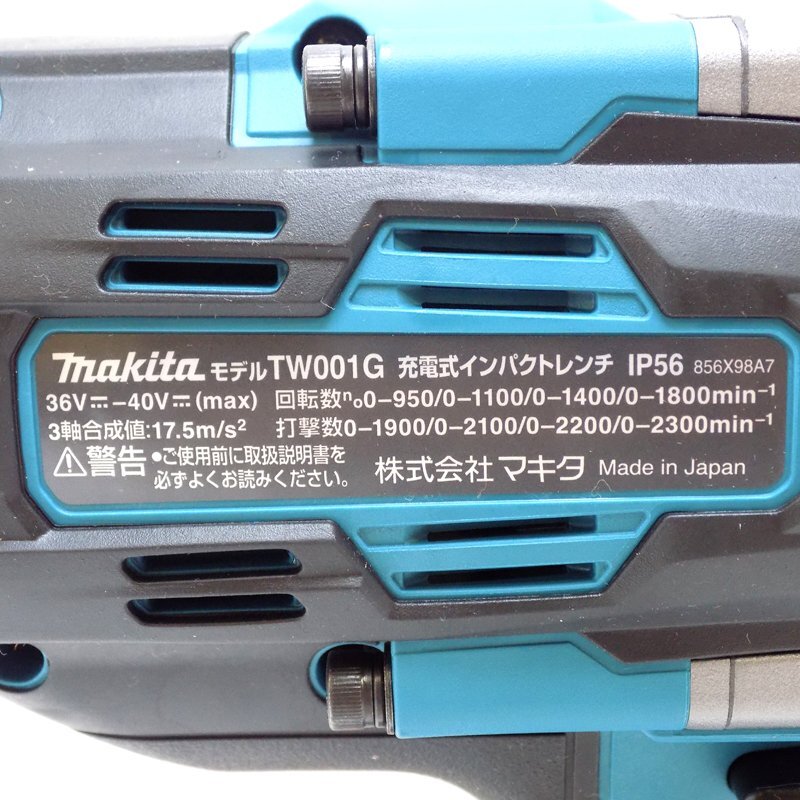 makita モデルTW001G 充電式インパクトレンチ IP56 856X98A7
36V⎓-40V⎓(max) 回転数n₀0-950/0-1100/0-1400/0-1800min⁻¹
3軸合成値:17.5m/s² 打撃数0-1900/0-2100/0-2200/0-2300min⁻¹
⚠警告 •ご使用前に取扱説明書を
必ずよくお読みください。 株式会社 マキタ Made in Japan